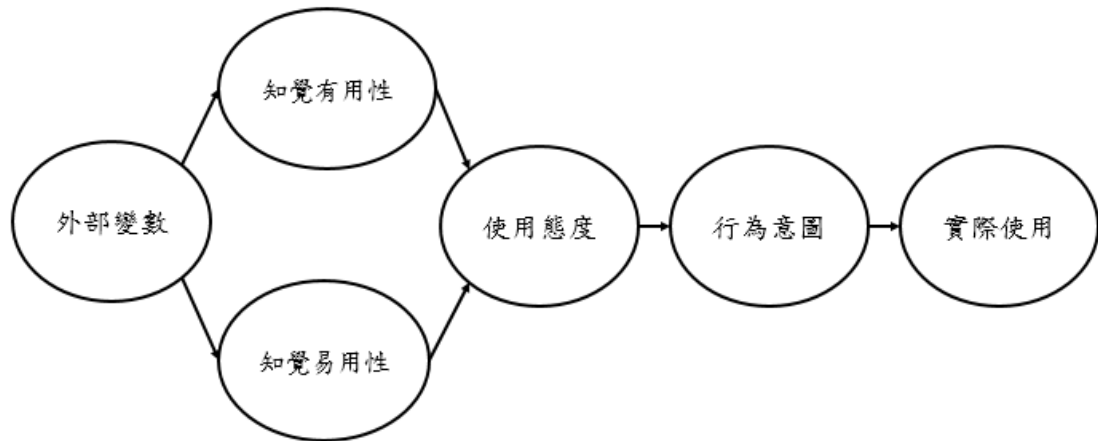 知覺有用性
外部變數
使用態度
行為意圖
實際使用
知覺易用性